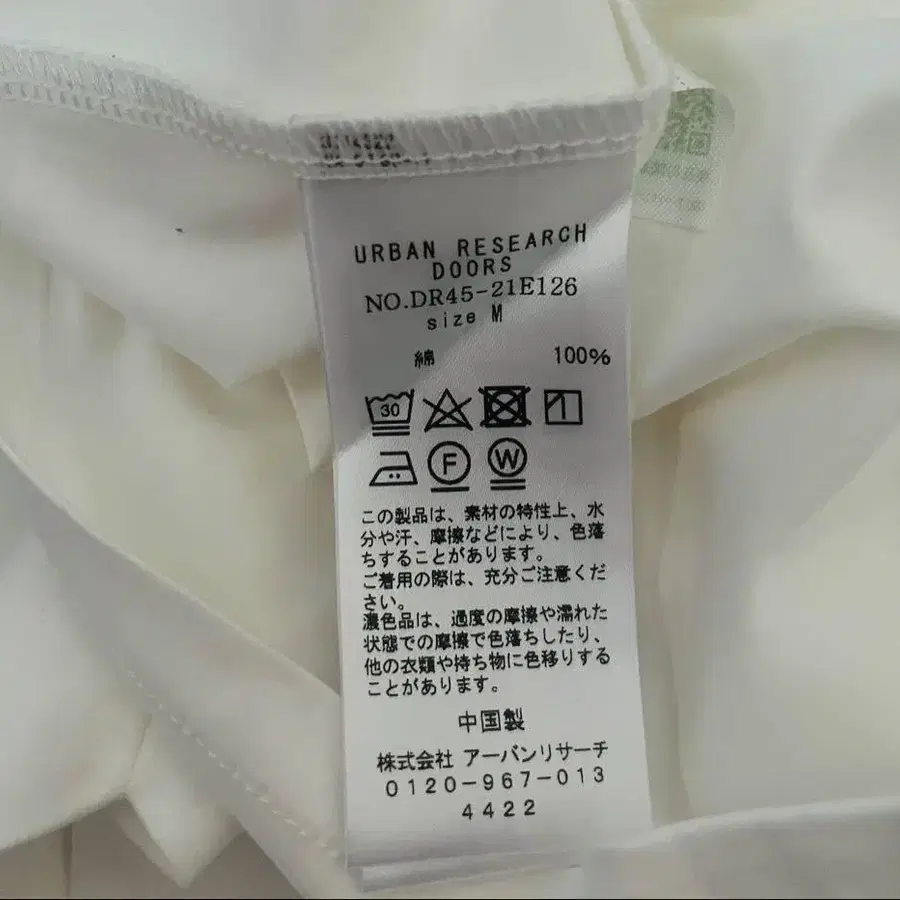 URBAN RESEARCH
DOORS
NO.DR45-21E126
size M
綿 100%
30
F W
この製品は、素材の特性上、水
分や汗、摩擦などにより、色落
ちすることがあります。
ご着用の際は、充分ご注意くだ
さい。
濃色品は、過度の摩擦や濡れた
状態での摩擦で色落ちしたり、
他の衣類や持ち物に色移りする
ことがあります。
中国製
株式会社 アーバンリサーチ
0120-967-013
4422